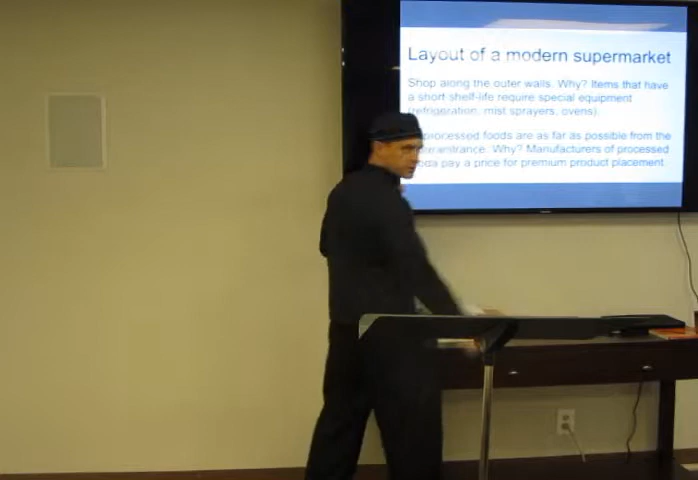 Layout of a modern supermarket
Shop along the outer walls. Why? Items that have
a short shelf-life require special equipment
(refrigeration, mist sprayers, ovens).
processed foods are as far as possible from the
Why? Manufacturers of processed
pay a price for premium product placement.